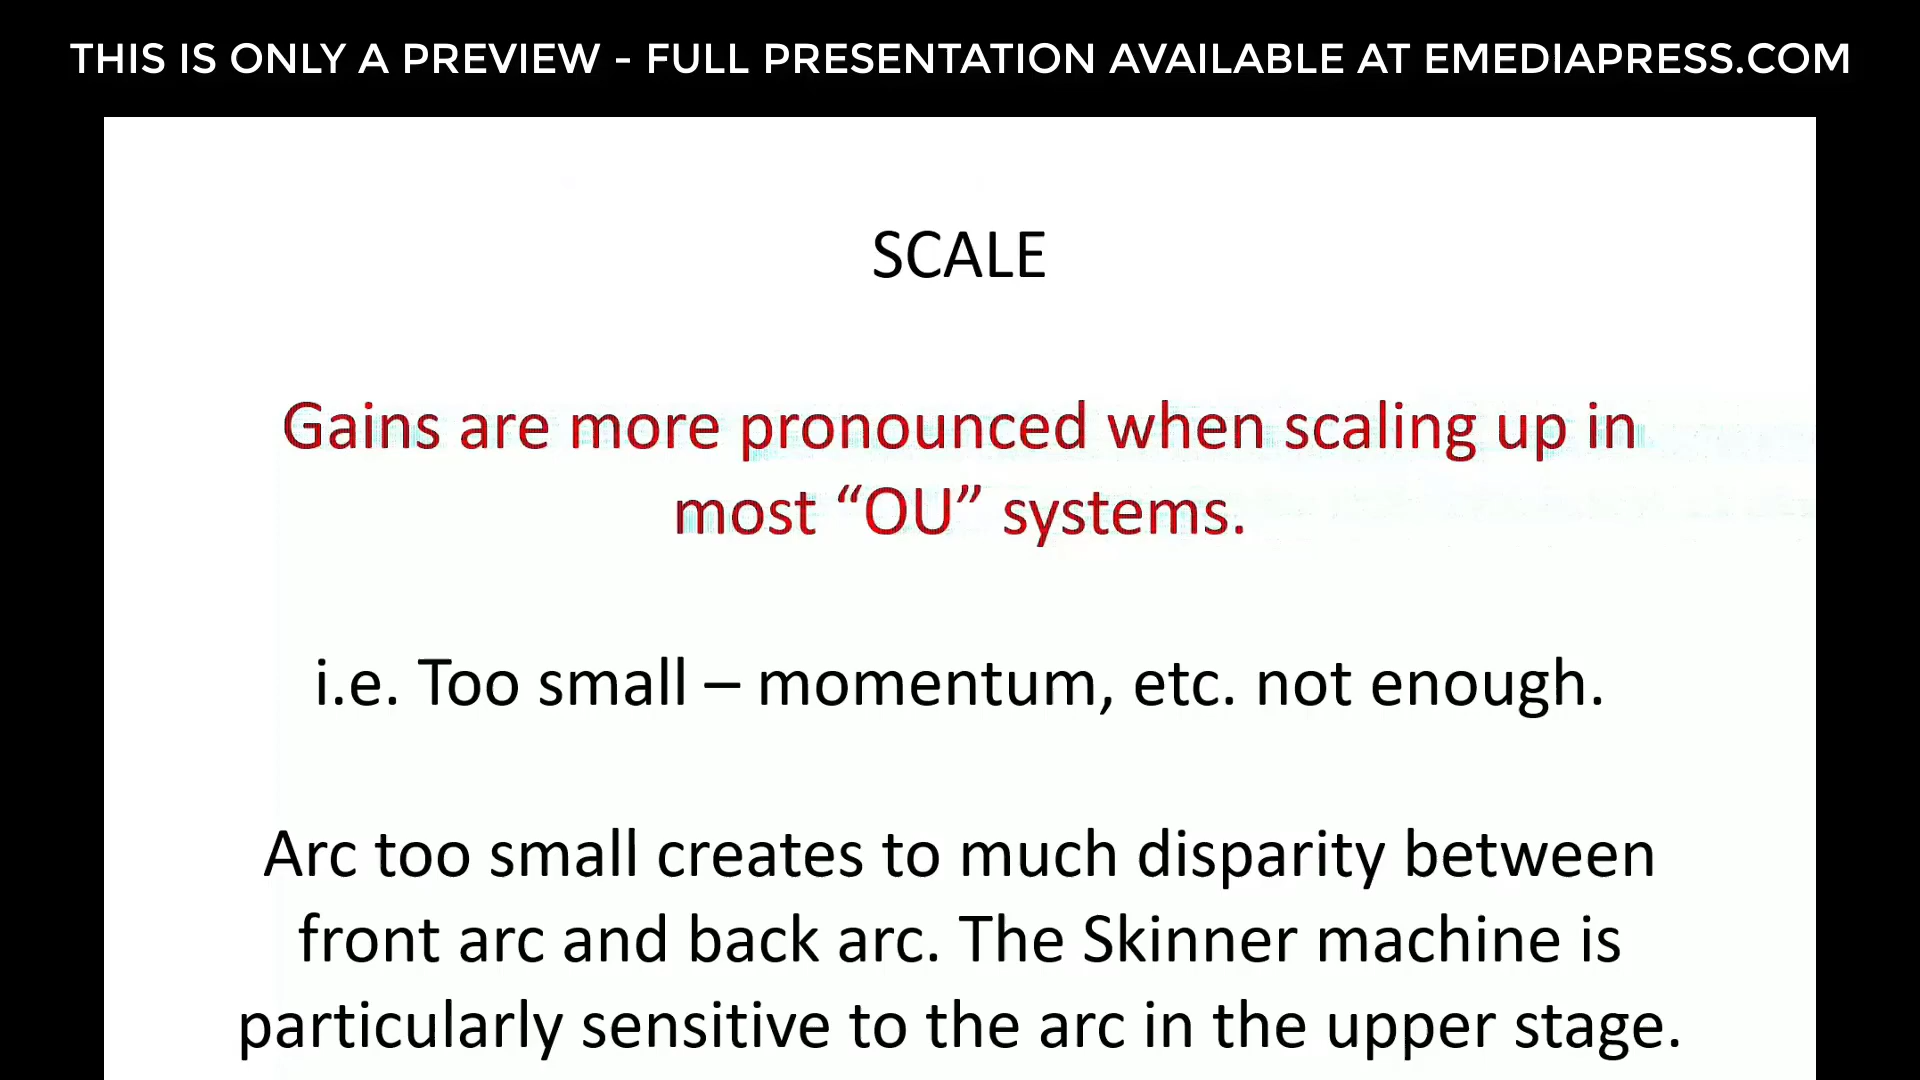 THIS IS ONLY A PREVIEW - FULL PRESENTATION AVAILABLE AT EMEDIAPRESS.COM
SCALE
Gains are more pronounced when scaling up in
most “OU” systems.
i.e. Too small – momentum, etc. not enough.
Arc too small creates to much disparity between
front arc and back arc. The Skinner machine is
particularly sensitive to the arc in the upper stage.